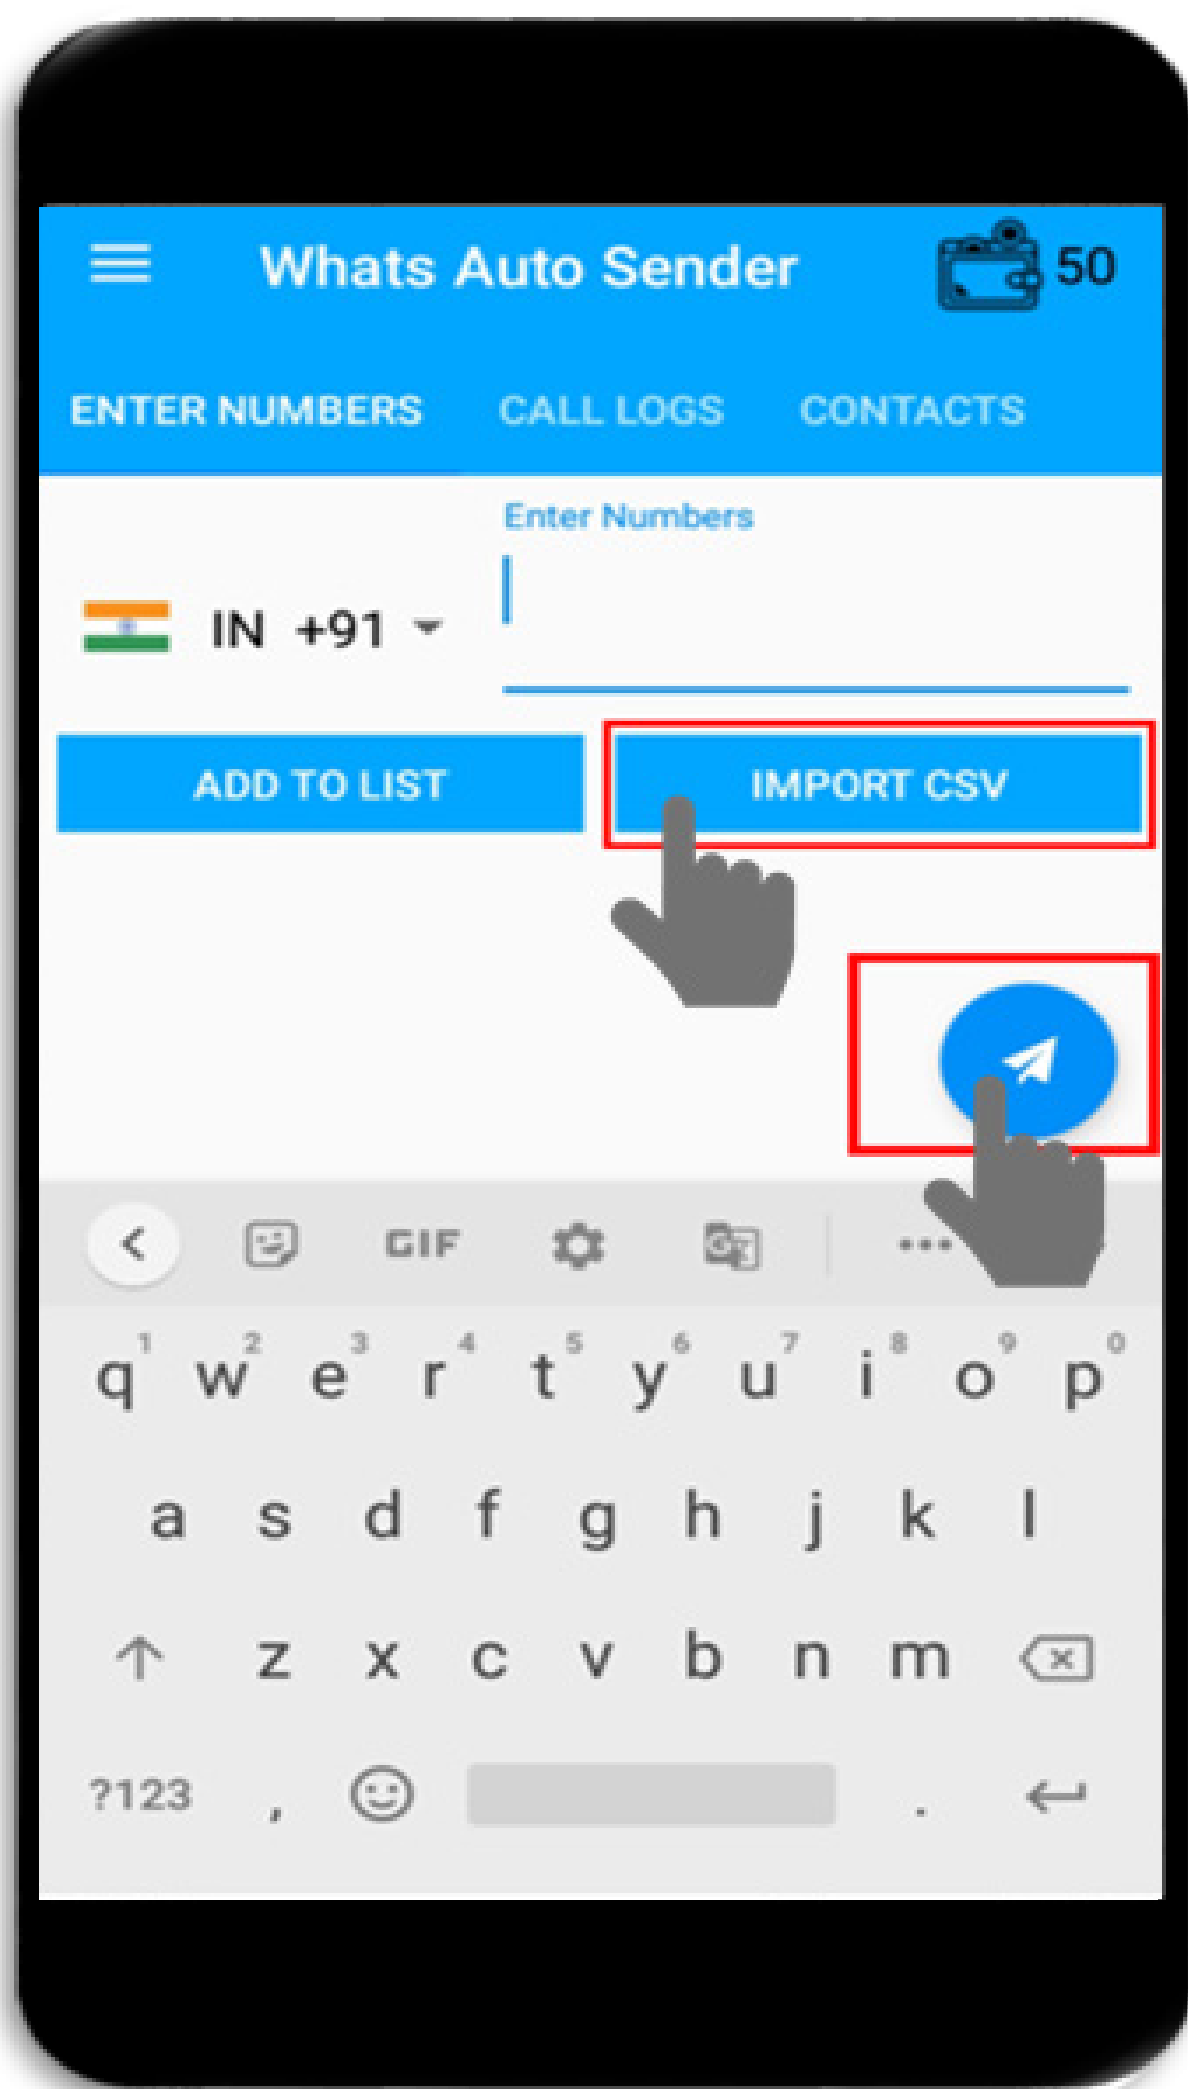 Whats Auto Sender 50
ENTER NUMBERS CALL LOGS CONTACTS
Enter Numbers
IN +91
ADD TO LIST IMPORT CSV
GIF
1 2 3 4 5 6 7 8 9 0
q w e r t y u i o p
a s d f g h j k l
z x c v b n m
?123 , .